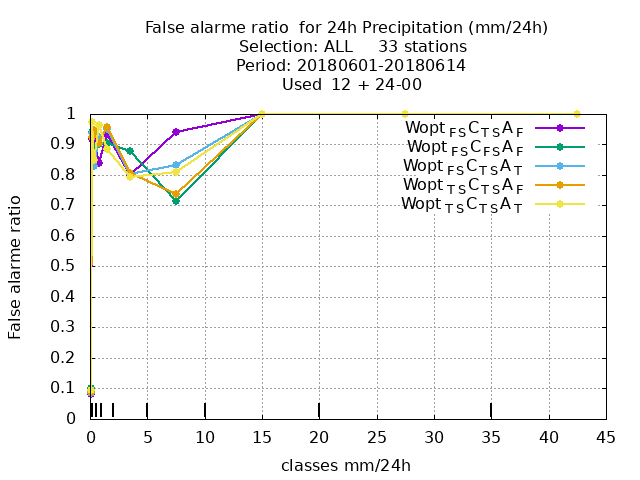 False alarme ratio  for 24h Precipitation (mm/24h)
Selection: ALL     33 stations
Period: 20180601-20180614
Used  12 + 24-00
1
0.9
0.8
0.7
0.6
0.5
0.4
0.3
0.2
0.1
0
False alarme ratio
Wopt FS C TS A F
Wopt FS C FS A F
Wopt FS C TS A T
Wopt TS C TS A F
Wopt TS C TS A T
0 5 10 15 20 25 30 35 40 45
classes mm/24h